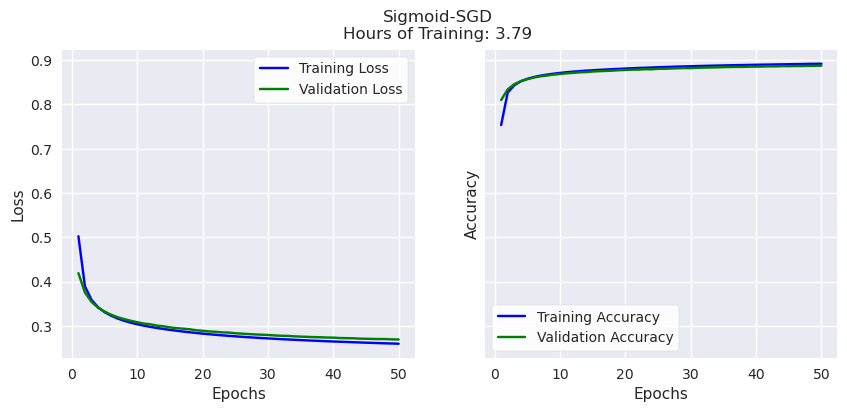 Sigmoid-SGD
Hours of Training: 3.79
Loss
0.9
0.8
0.7
0.6
0.5
0.4
0.3
Training Loss
Validation Loss
0 10 20 30 40 50
Epochs
Accuracy
Training Accuracy
Validation Accuracy
0 10 20 30 40 50
Epochs